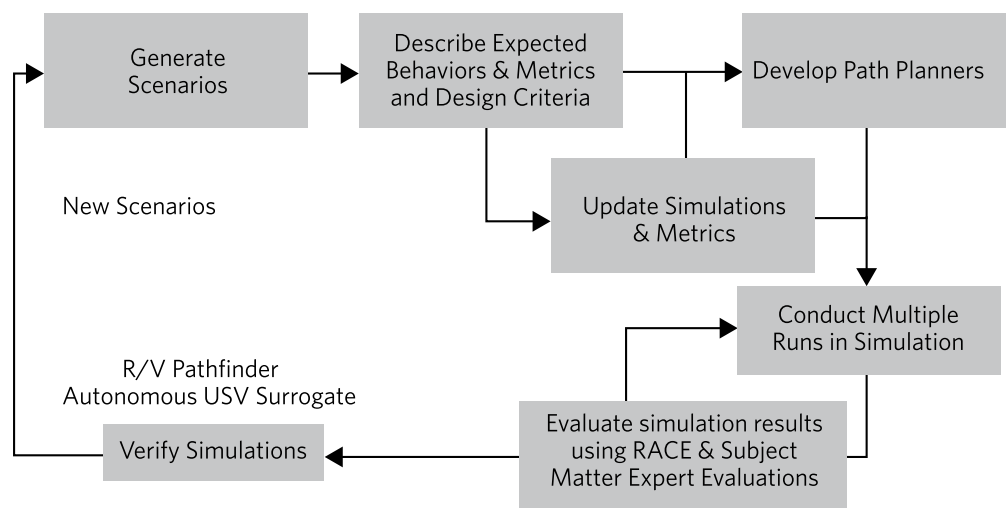 Generate
Scenarios
Describe Expected
Behaviors & Metrics
and Design Criteria
Develop Path Planners
New Scenarios
Update Simulations
& Metrics
Conduct Multiple
Runs in Simulation
R/V Pathfinder
Autonomous USV Surrogate
Verify Simulations
Evaluate simulation results
using RACE & Subject
Matter Expert Evaluations